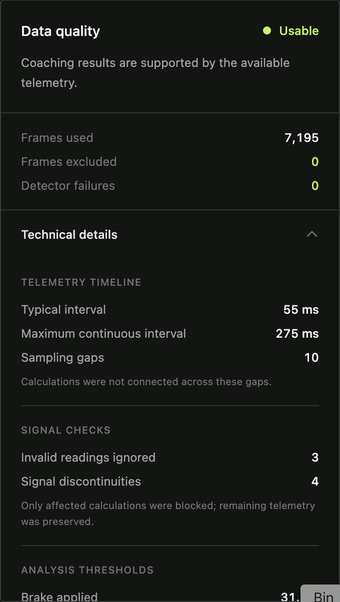 Data quality
Usable
Coaching results are supported by the available
telemetry.
Frames used 7,195
Frames excluded 0
Detector failures 0
Technical details
TELEMETRY TIMELINE
Typical interval 55 ms
Maximum continuous interval 275 ms
Sampling gaps 10
Calculations were not connected across these gaps.
SIGNAL CHECKS
Invalid readings ignored 3
Signal discontinuities 4
Only affected calculations were blocked; remaining telemetry
was preserved.
ANALYSIS THRESHOLDS
Brake applied 31.
Bin